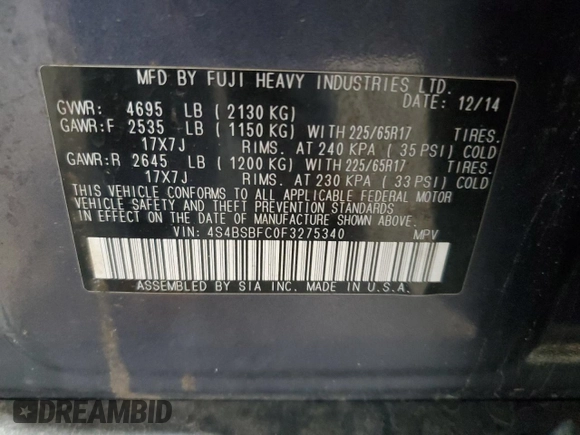 MFD BY FUJI HEAVY INDUSTRIES LTD.
DATE: 12/14
GVWR: 4695 LB (2130 KG)
GAWR:F 2535 LB (1150 KG) WITH 225/65R17 TIRES.
17X7J RIMS. AT 240 KPA (35 PSI) COLD
GAWR:R 2645 LB (1200 KG) WITH 225/65R17 TIRES.
17X7J RIMS. AT 230 KPA (33 PSI) COLD
THIS VEHICLE CONFORMS TO ALL APPLICABLE FEDERAL MOTOR
VEHICLE SAFETY AND THEFT PREVENTION STANDARDS
IN EFFECT ON THE DATE OF MANUFACTURE SHOWN ABOVE.
VIN: 4S4BSBFC0F3275340 MPV
ASSEMBLED BY SIA INC. MADE IN U.S.A.
DREAMBID